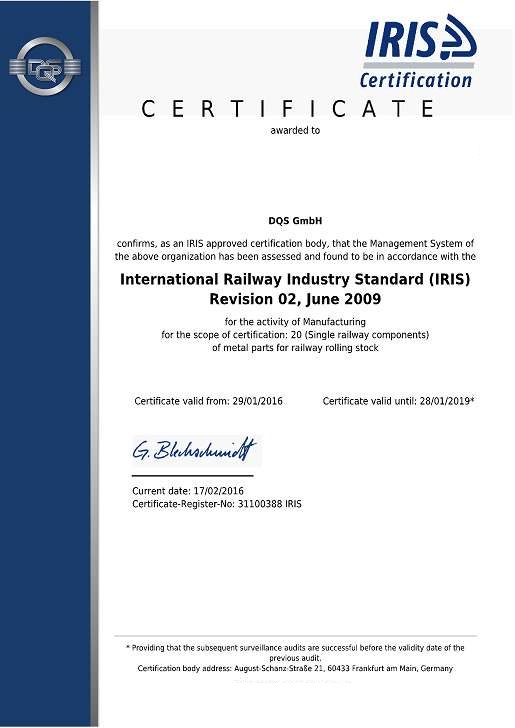 DQS
IRIS
Certification
CERTIFICATE
awarded to
DQS GmbH
confirms, as an IRIS approved certification body, that the Management System of
the above organization has been assessed and found to be in accordance with the
International Railway Industry Standard (IRIS)
Revision 02, June 2009
for the activity of Manufacturing
for the scope of certification: 20 (Single railway components)
of metal parts for railway rolling stock
Certificate valid from: 29/01/2016 Certificate valid until: 28/01/2019*
G. Blechschmidt
Current date: 17/02/2016
Certificate-Register-No: 31100388 IRIS
* Providing that the subsequent surveillance audits are successful before the validity date of the
previous audit.
Certification body address: August-Schanz-Straße 21, 60433 Frankfurt am Main, Germany